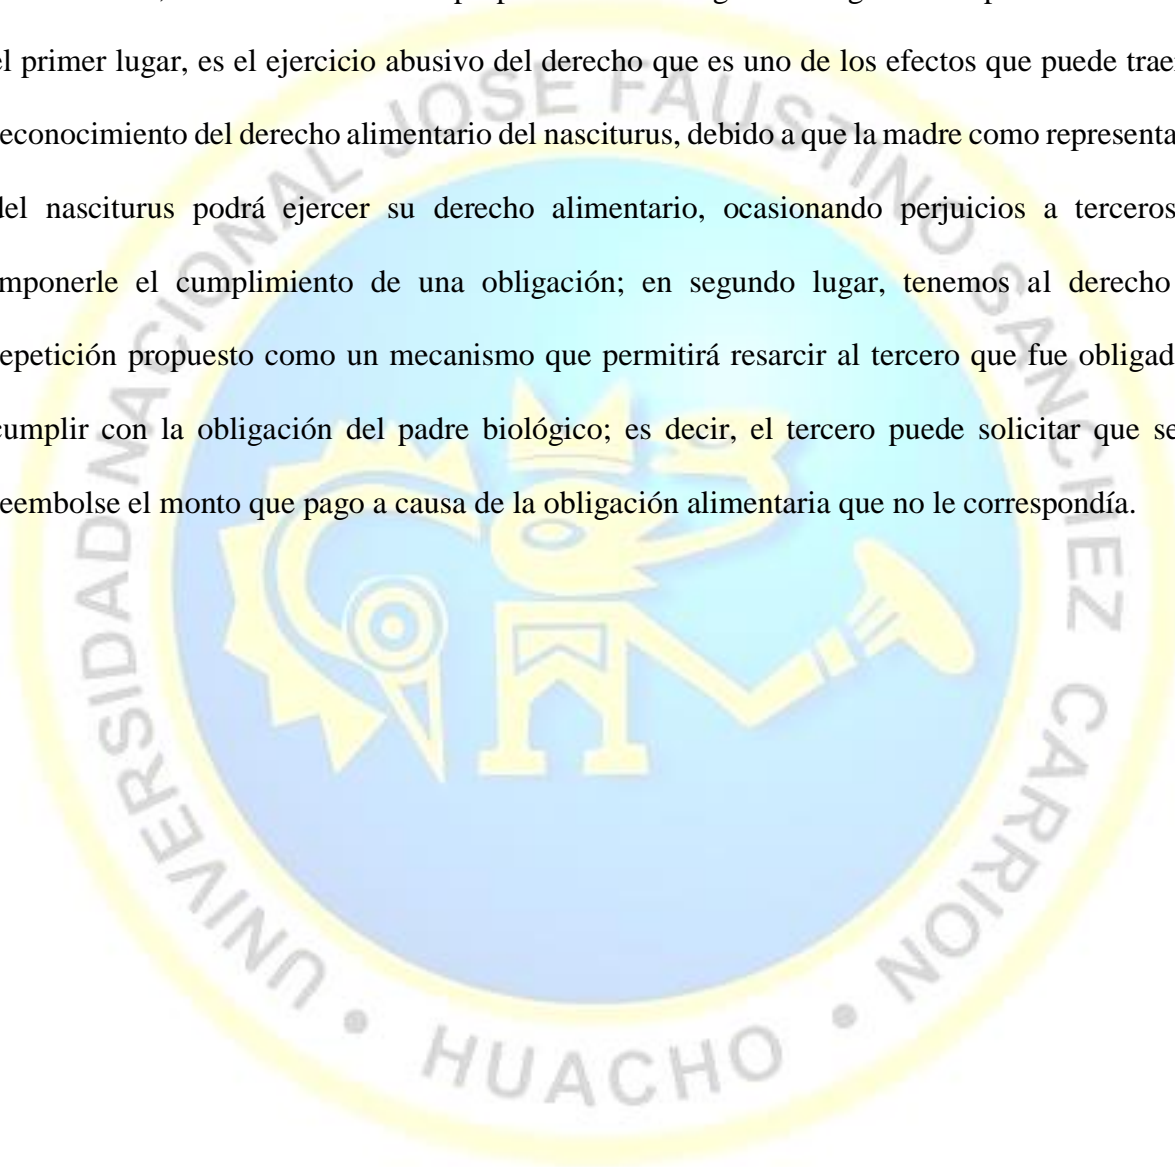 el primer lugar, es el ejercicio abusivo del derecho que es uno de los efectos que puede traer
econocimiento del derecho alimentario del nasciturus, debido a que la madre como representa
del nasciturus podrá ejercer su derecho alimentario, ocasionando perjuicios a terceros
mponerle el cumplimiento de una obligación; en segundo lugar, tenemos al derecho
epetición propuesto como un mecanismo que permitirá resarcir al tercero que fue obligad
cumplir con la obligación del padre biológico; es decir, el tercero puede solicitar que se
eembolse el monto que pago a causa de la obligación alimentaria que no le correspondía.
UNIVERSIDAD NACIONAL JOSE FAUSTINO SANCHEZ CARRION
• HUACHO •